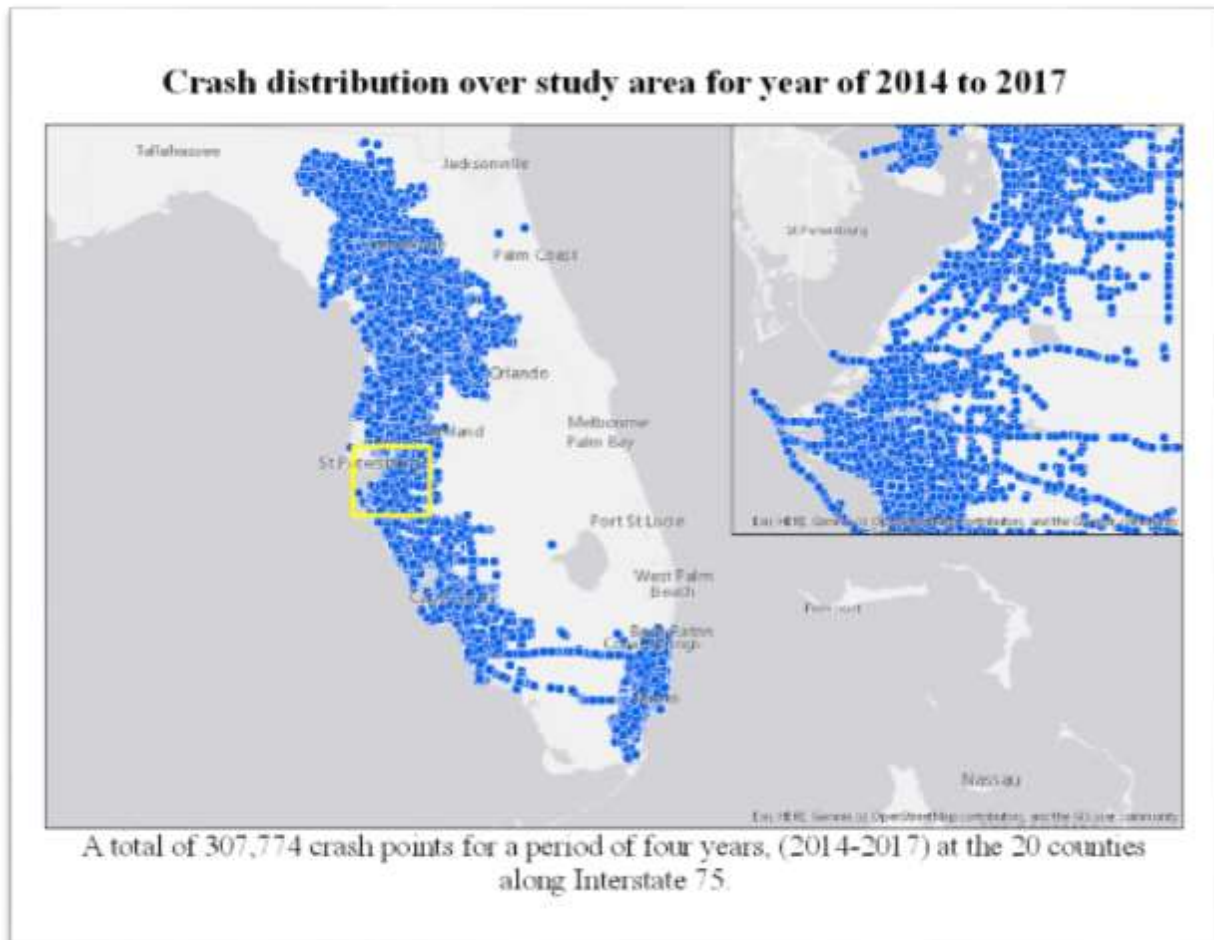 Crash distribution over study area for year of 2014 to 2017
Tallahassee
Jacksonville
Palm Coast
Orlando
Melbourne
Palm Bay
St Petersburg
Port St Lucie
West Palm
Beach
Nassau
St Petersburg
A total of 307,774 crash points for a period of four years, (2014-2017) at the 20 counties
along Interstate 75.